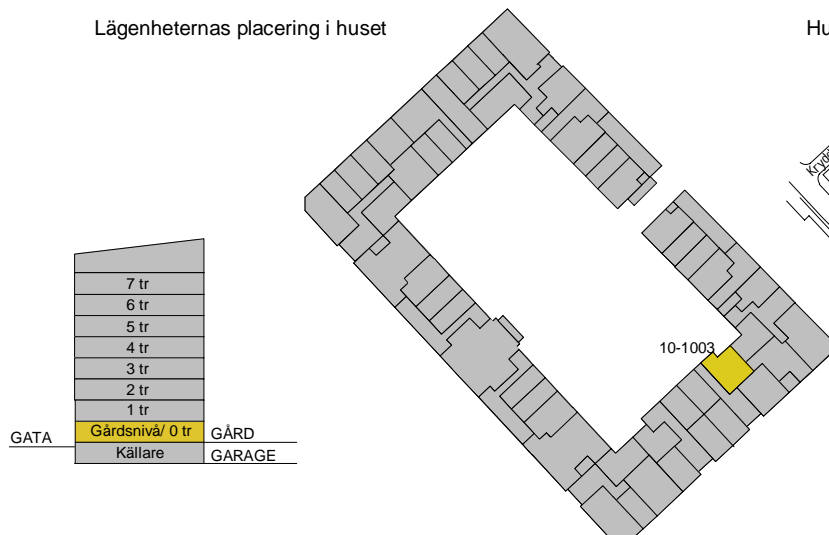 Lägenheternas placering i huset
Hu
Kryd
7 tr
6 tr
5 tr
4 tr
3 tr
2 tr
1 tr
Gårdsnivå/ 0 tr
Källare
GATA
GÅRD
GARAGE
10-1003